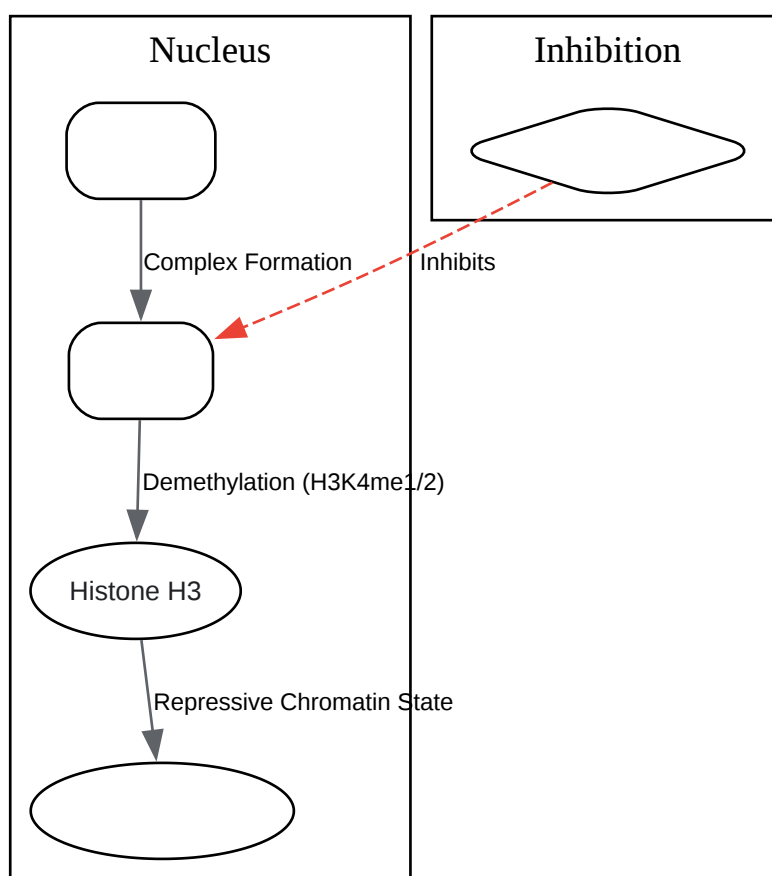 Nucleus
Inhibition
Complex Formation
Inhibits
Demethylation (H3K4me1/2)
Histone H3
Repressive Chromatin State